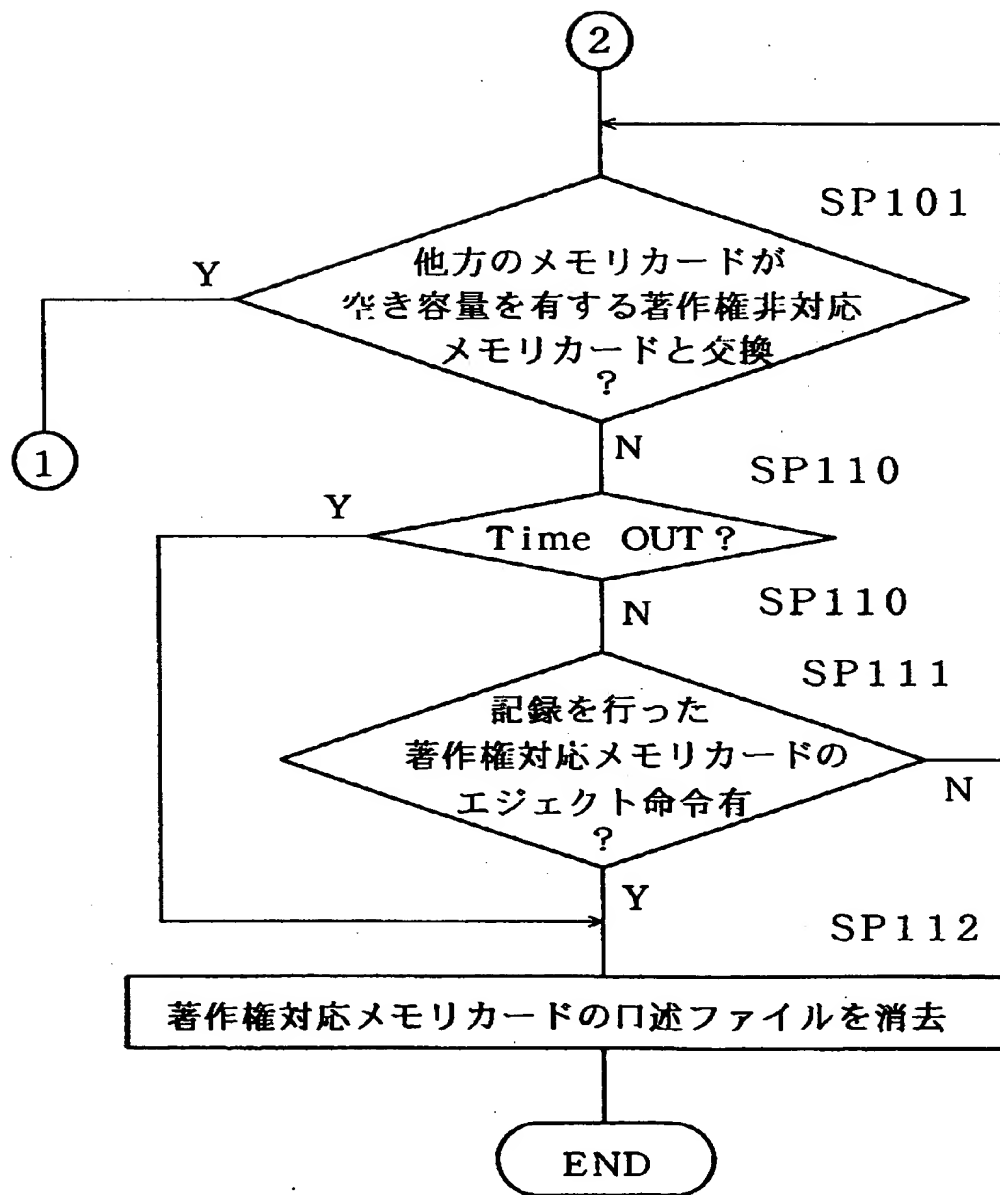 2
SP101
Y
他方のメモリカードが
空き容量を有する著作権非対応
メモリカードと交換
?
1
N
SP110
Y
Time OUT?
N
SP110
SP111
記録を行った
著作権対応メモリカードの
エジェクト命令有
?
N
Y
SP112
著作権対応メモリカードの口述ファイルを消去
END